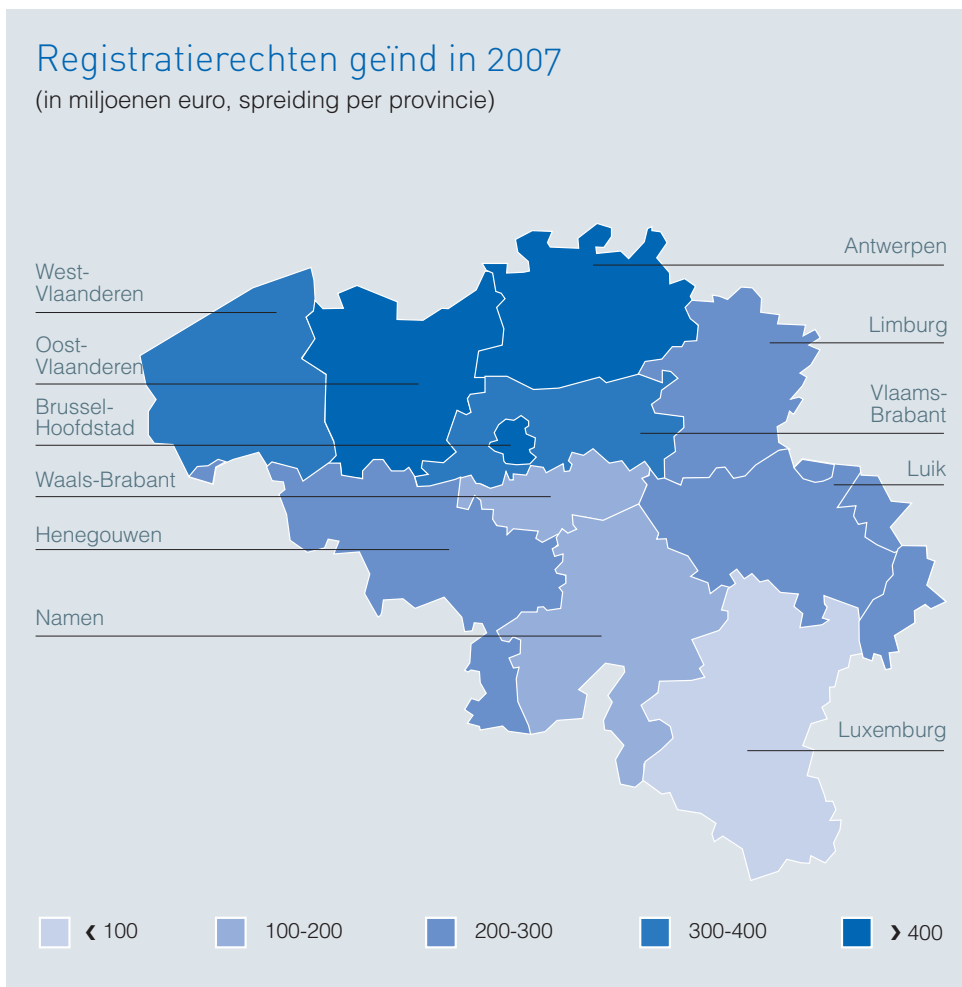 Registratierechten geïnd in 2007
(in miljoenen euro, spreiding per provincie)
West-
Vlaanderen
Oost-
Vlaanderen
Brussel-
Hoofdstad
Waals-Brabant
Henegouwen
Namen
Antwerpen
Limburg
Vlaams-
Brabant
Luik
Luxemburg
‹ 100
100-200
200-300
300-400
› 400